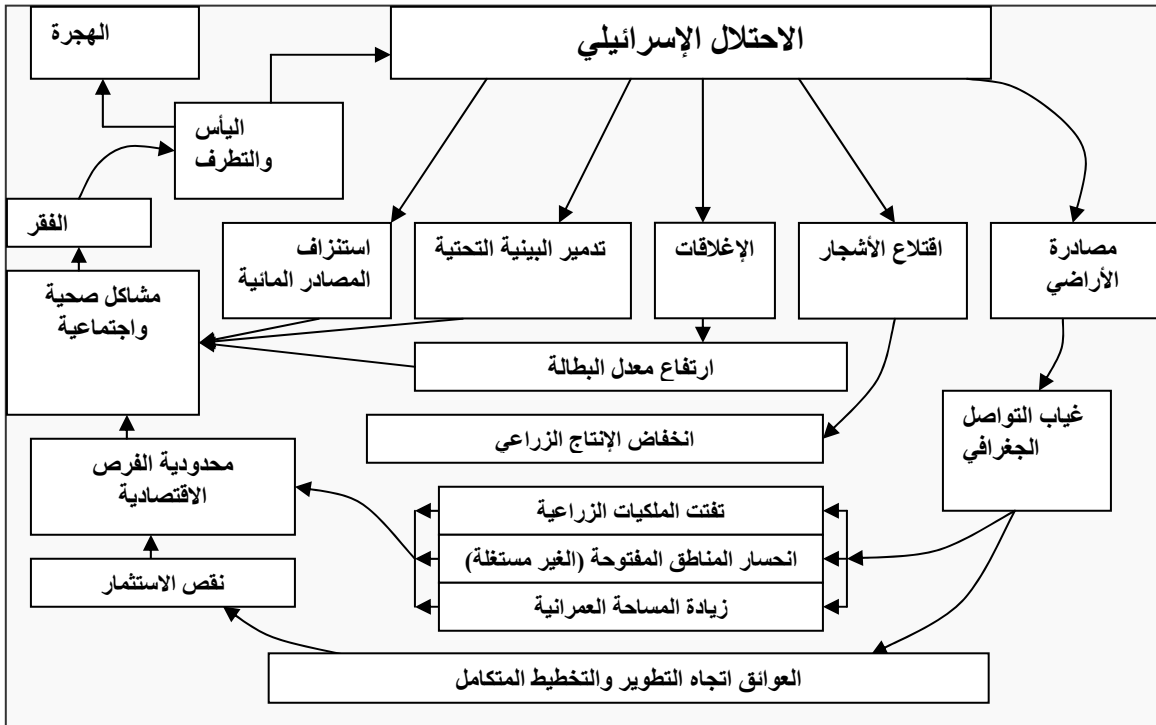 الاحتلال الإسرائيلي
الهجرة
اليأس
والتطرف
الفقر
مصادرة
الأراضي
اقتلاع الأشجار
الإغلاقات
تدمير البينية التحتية
استنزاف
المصادر المائية
مشاكل صحية
واجتماعية
ارتفاع معدل البطالة
غياب التواصل
الجغرافي
انخفاض الإنتاج الزراعي
محدودية الفرص
الاقتصادية
تفتت الملكيات الزراعية
انحسار المناطق المفتوحة (الغير مستغلة)
زيادة المساحة العمرانية
نقص الاستثمار
العوائق اتجاه التطوير والتخطيط المتكامل